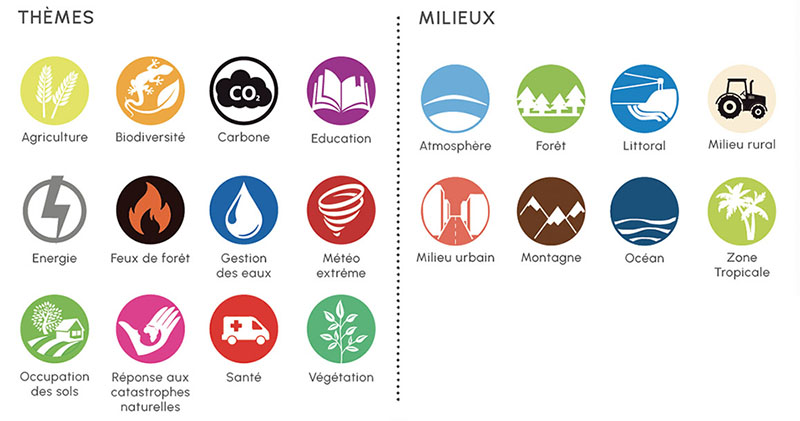 THÈMES
Agriculture
Biodiversité
CO2
Carbone
Education
Energie
Feux de forêt
Gestion
des eaux
Météo
extrême
Occupation
des sols
Réponse aux
catastrophes
naturelles
Santé
Végétation
MILIEUX
Atmosphère
Forêt
Littoral
Milieu rural
Milieu urbain
Montagne
Océan
Zone
Tropicale